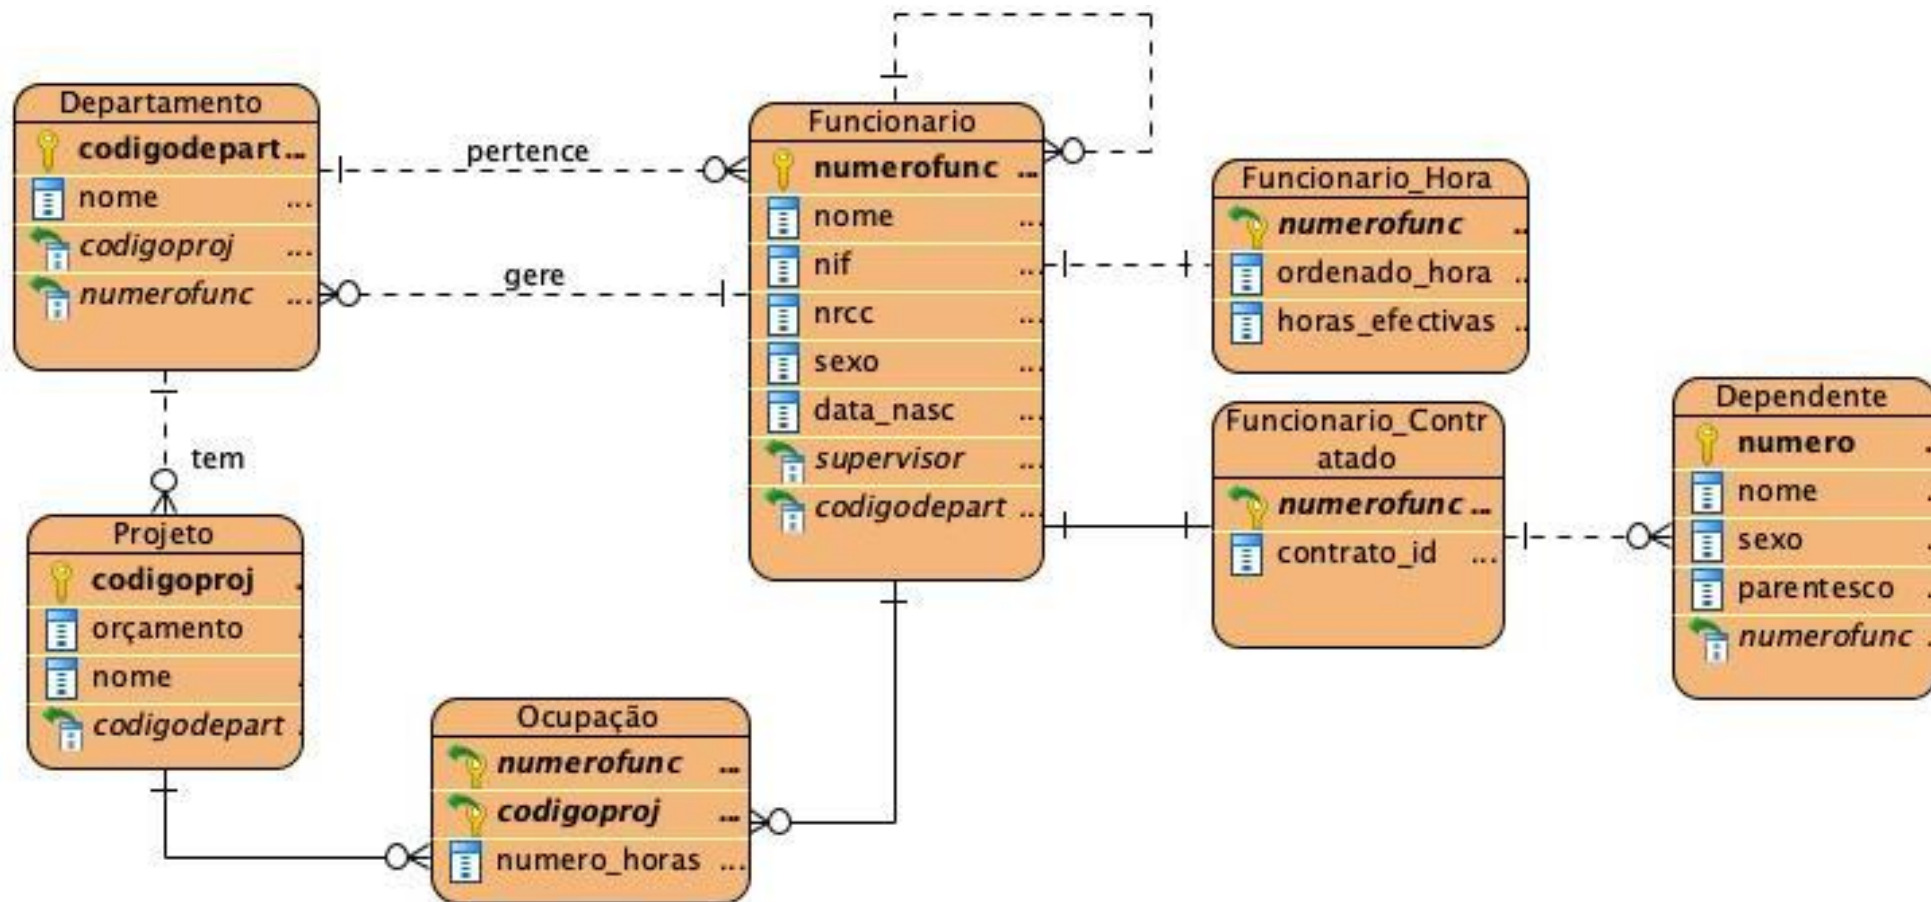 Departamento
codigodepart...
nome ...
codigoproj ...
numerofunc ...
pertence
gere
tem
Funcionario
numerofunc ...
nome ...
nif ...
nrcc ...
sexo ...
data_nasc ...
supervisor ...
codigodepart ...
Funcionario_Hora
numerofunc ..
ordenado_hora ..
horas_efectivas ..
Funcionario_Contr
atado
numerofunc ...
contrato_id ...
Dependente
numero .
nome .
sexo .
parentesco .
numerofunc .
Projeto
codigoproj .
orçamento .
nome .
codigodepart .
Ocupação
numerofunc ...
codigoproj ...
numero_horas ...